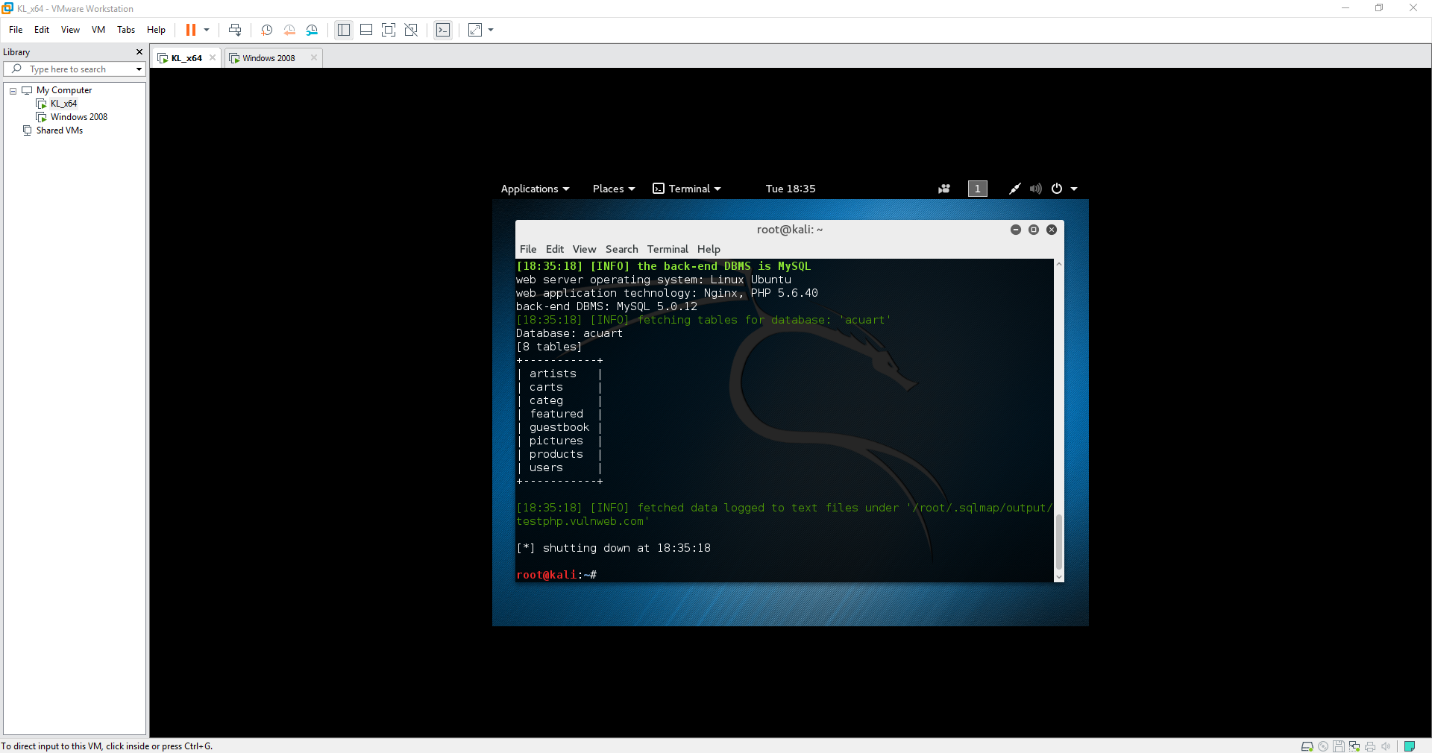 KL_x64 - VMware Workstation
File Edit View VM Tabs Help
Library
Type here to search
My Computer
KL_x64
Windows 2008
Shared VMs
KL_x64
Windows 2008
Applications Places Terminal Tue 18:35 1
root@kali: ~
File Edit View Search Terminal Help
[18:35:18] [INFO] the back-end DBMS is MySQL
web server operating system: Linux Ubuntu
web application technology: Nginx, PHP 5.6.40
back-end DBMS: MySQL 5.0.12
[18:35:18] [INFO] fetching tables for database: 'acuart'
Database: acuart
[8 tables]
+-----------+
| artists   |
| carts     |
| categ     |
| featured  |
| guestbook |
| pictures  |
| products  |
| users     |
+-----------+
[18:35:18] [INFO] fetched data logged to text files under '/root/.sqlmap/output/
testphp.vulnweb.com'
[*] shutting down at 18:35:18
root@kali:~#
To direct input to this VM, click inside or press Ctrl+G.